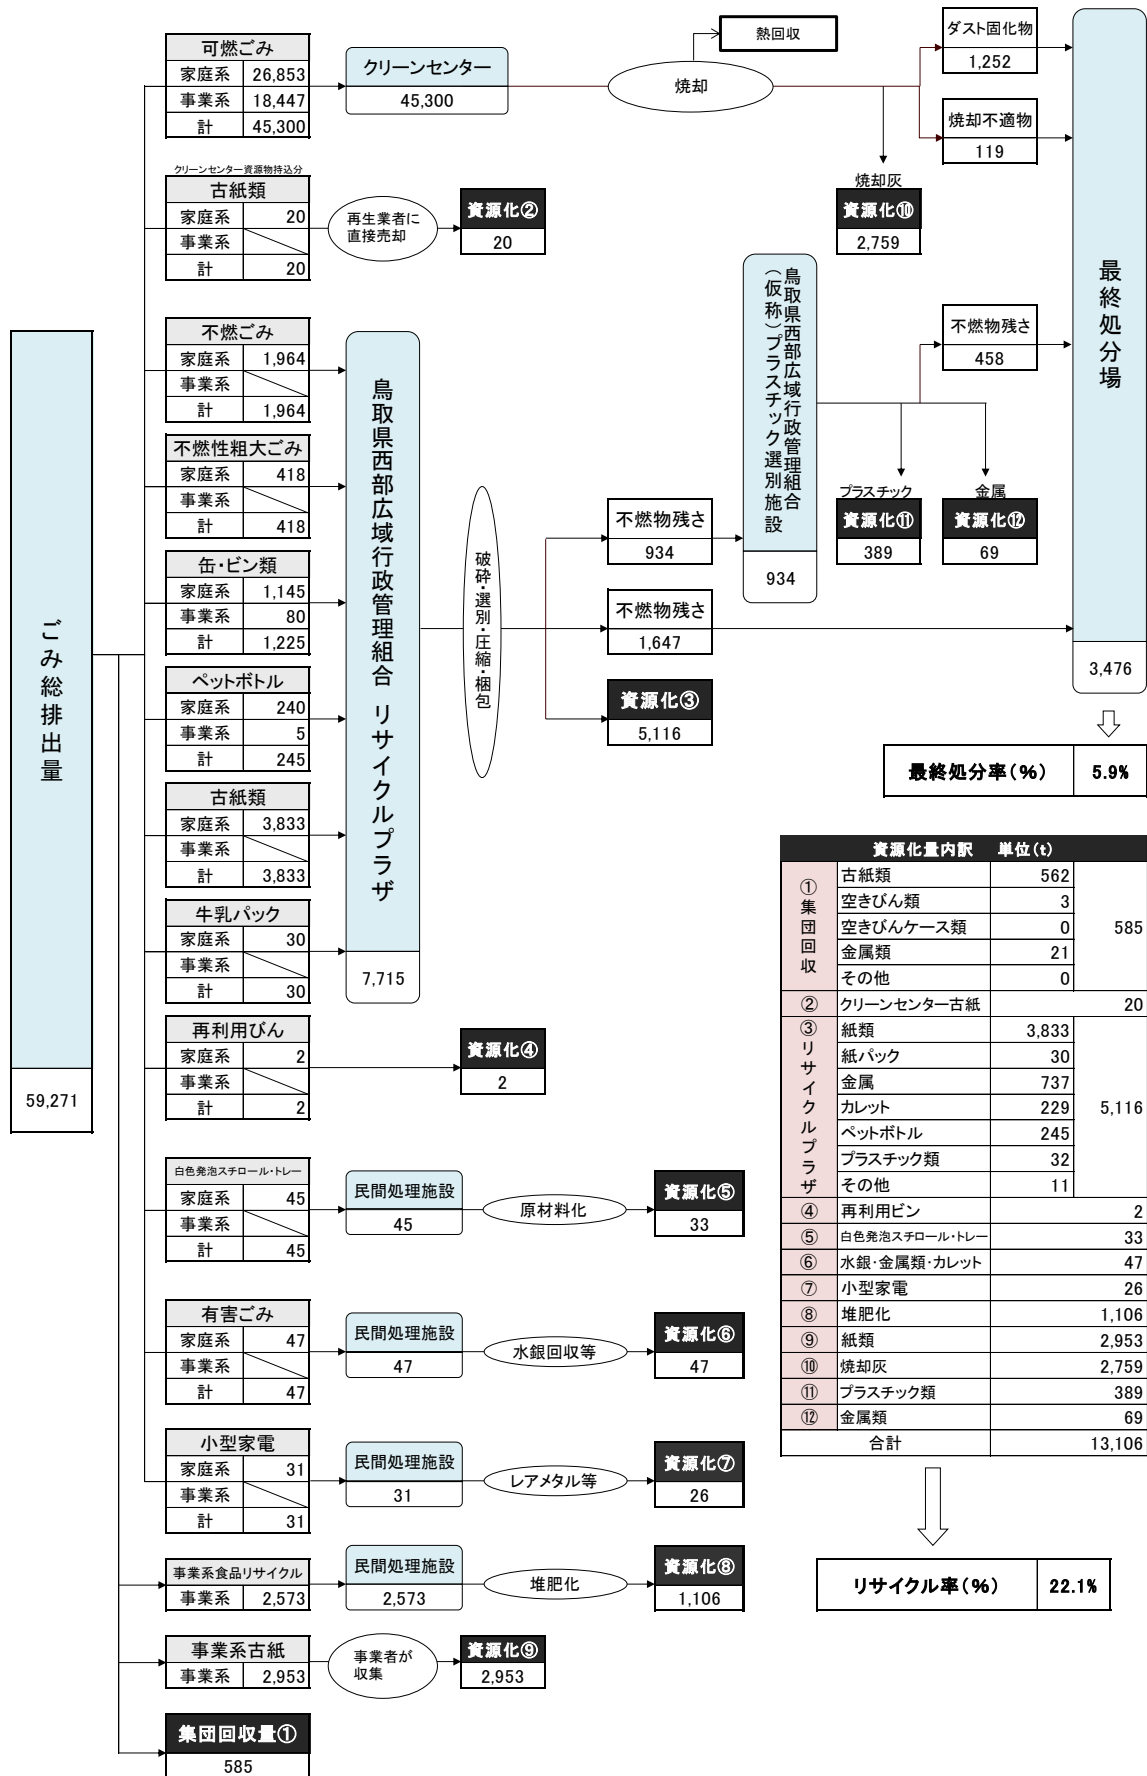 ごみ総排出量
59,271
可燃ごみ
家庭系 26,853
事業系 18,447
計 45,300
クリーンセンター
45,300
焼却
熱回収
ダスト固化物
1,252
焼却不適物
119
焼却灰
資源化⑩
2,759
最終処分場
3,476
最終処分率(%) 5.9%
クリーンセンター資源物持込分
古紙類
家庭系 20
事業系
計 20
再生業者に
直接売却
資源化②
20
不燃ごみ
家庭系 1,964
事業系
計 1,964
不燃性粗大ごみ
家庭系 418
事業系
計 418
缶・ビン類
家庭系 1,145
事業系 80
計 1,225
ペットボトル
家庭系 240
事業系 5
計 245
古紙類
家庭系 3,833
事業系
計 3,833
牛乳パック
家庭系 30
事業系
計 30
鳥取県西部広域行政管理組合 リサイクルプラザ
7,715
破砕・選別・圧縮・梱包
不燃物残さ
934
不燃物残さ
1,647
資源化③
5,116
鳥取県西部広域行政管理組合
(仮称)プラスチック選別施設
934
不燃物残さ
458
プラスチック
資源化⑪
389
金属
資源化⑫
69
再利用びん
家庭系 2
事業系
計 2
資源化④
2
白色発泡スチロール・トレー
家庭系 45
事業系
計 45
民間処理施設
45
原材料化
資源化⑤
33
有害ごみ
家庭系 47
事業系
計 47
民間処理施設
47
水銀回収等
資源化⑥
47
小型家電
家庭系 31
事業系
計 31
民間処理施設
31
レアメタル等
資源化⑦
26
事業系食品リサイクル
事業系 2,573
民間処理施設
2,573
堆肥化
資源化⑧
1,106
事業系古紙
事業系 2,953
事業者が
収集
資源化⑨
2,953
集団回収量①
585
資源化量内訳 単位(t)
①集団回収
古紙類 562
空きびん類 3
空きびんケース類 0
金属類 21
その他 0
585
② クリーンセンター古紙 20
③リサイクルプラザ
紙類 3,833
紙パック 30
金属 737
カレット 229
ペットボトル 245
プラスチック類 32
その他 11
5,116
④ 再利用ビン 2
⑤ 白色発泡スチロール・トレー 33
⑥ 水銀・金属類・カレット 47
⑦ 小型家電 26
⑧ 堆肥化 1,106
⑨ 紙類 2,953
⑩ 焼却灰 2,759
⑪ プラスチック類 389
⑫ 金属類 69
合計 13,106
リサイクル率(%) 22.1%